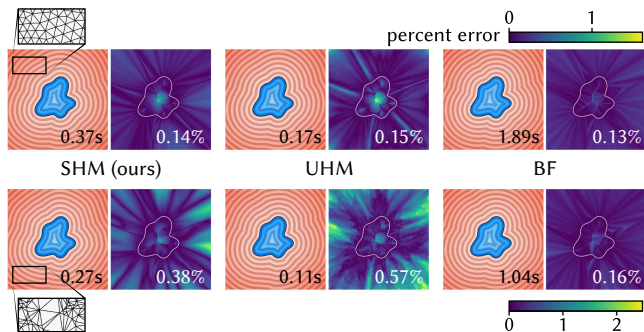 percent error
0 1
0.37s 0.14% 0.17s 0.15% 1.89s 0.13%
SHM (ours) UHM BF
0.27s 0.38% 0.11s 0.57% 1.04s 0.16%
0 1 2